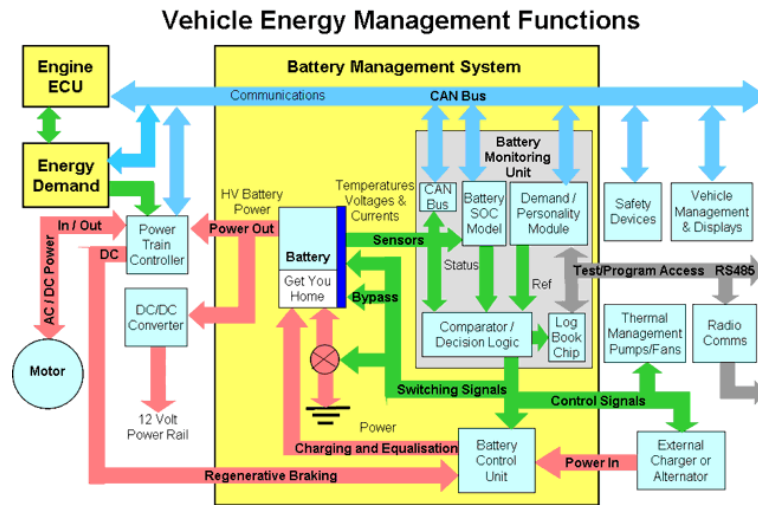 Vehicle Energy Management Functions
Engine
ECU
Battery Management System
Communications
CAN Bus
Energy
Demand
Battery
Monitoring
Unit
Temperatures
Voltages &
Currents
HV Battery
Power
CAN
Bus
Battery
SOC
Model
Demand /
Personality
Module
Safety
Devices
Vehicle
Management
& Displays
In / Out
Power
Train
Controller
Power Out
Battery
Sensors
DC
AC / DC Power
Status
Ref
Test/Program Access
RS485
Get You
Home
Bypass
DC/DC
Converter
Comparator /
Decision Logic
Log
Book
Chip
Thermal
Management
Pumps/Fans
Radio
Comms
Motor
Switching Signals
Control Signals
12 Volt
Power Rail
Power
Charging and Equalisation
Battery
Control
Unit
Power In
External
Charger or
Alternator
Regenerative Braking